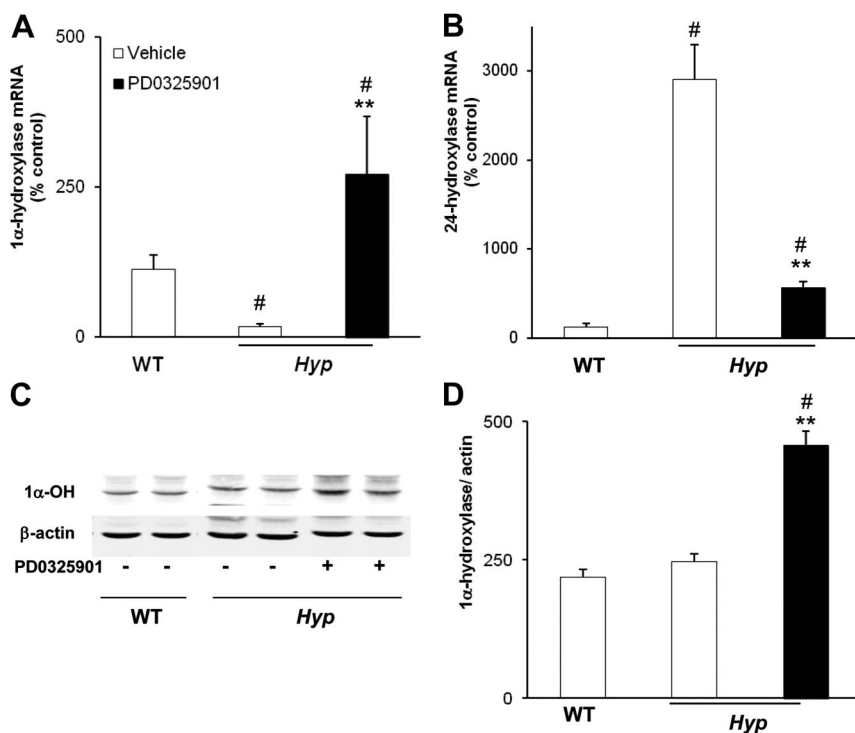 A
500
250
0
1α-hydroxylase mRNA
(% control)
Vehicle
PD0325901
#
#
**
WT
Hyp
B
3000
2000
1000
0
24-hydroxylase mRNA
(% control)
#
#
**
WT
Hyp
C
1α-OH
β-actin
PD0325901 - - - - + +
WT Hyp
D
500
250
0
1α-hydroxylase/ actin
#
**
WT
Hyp